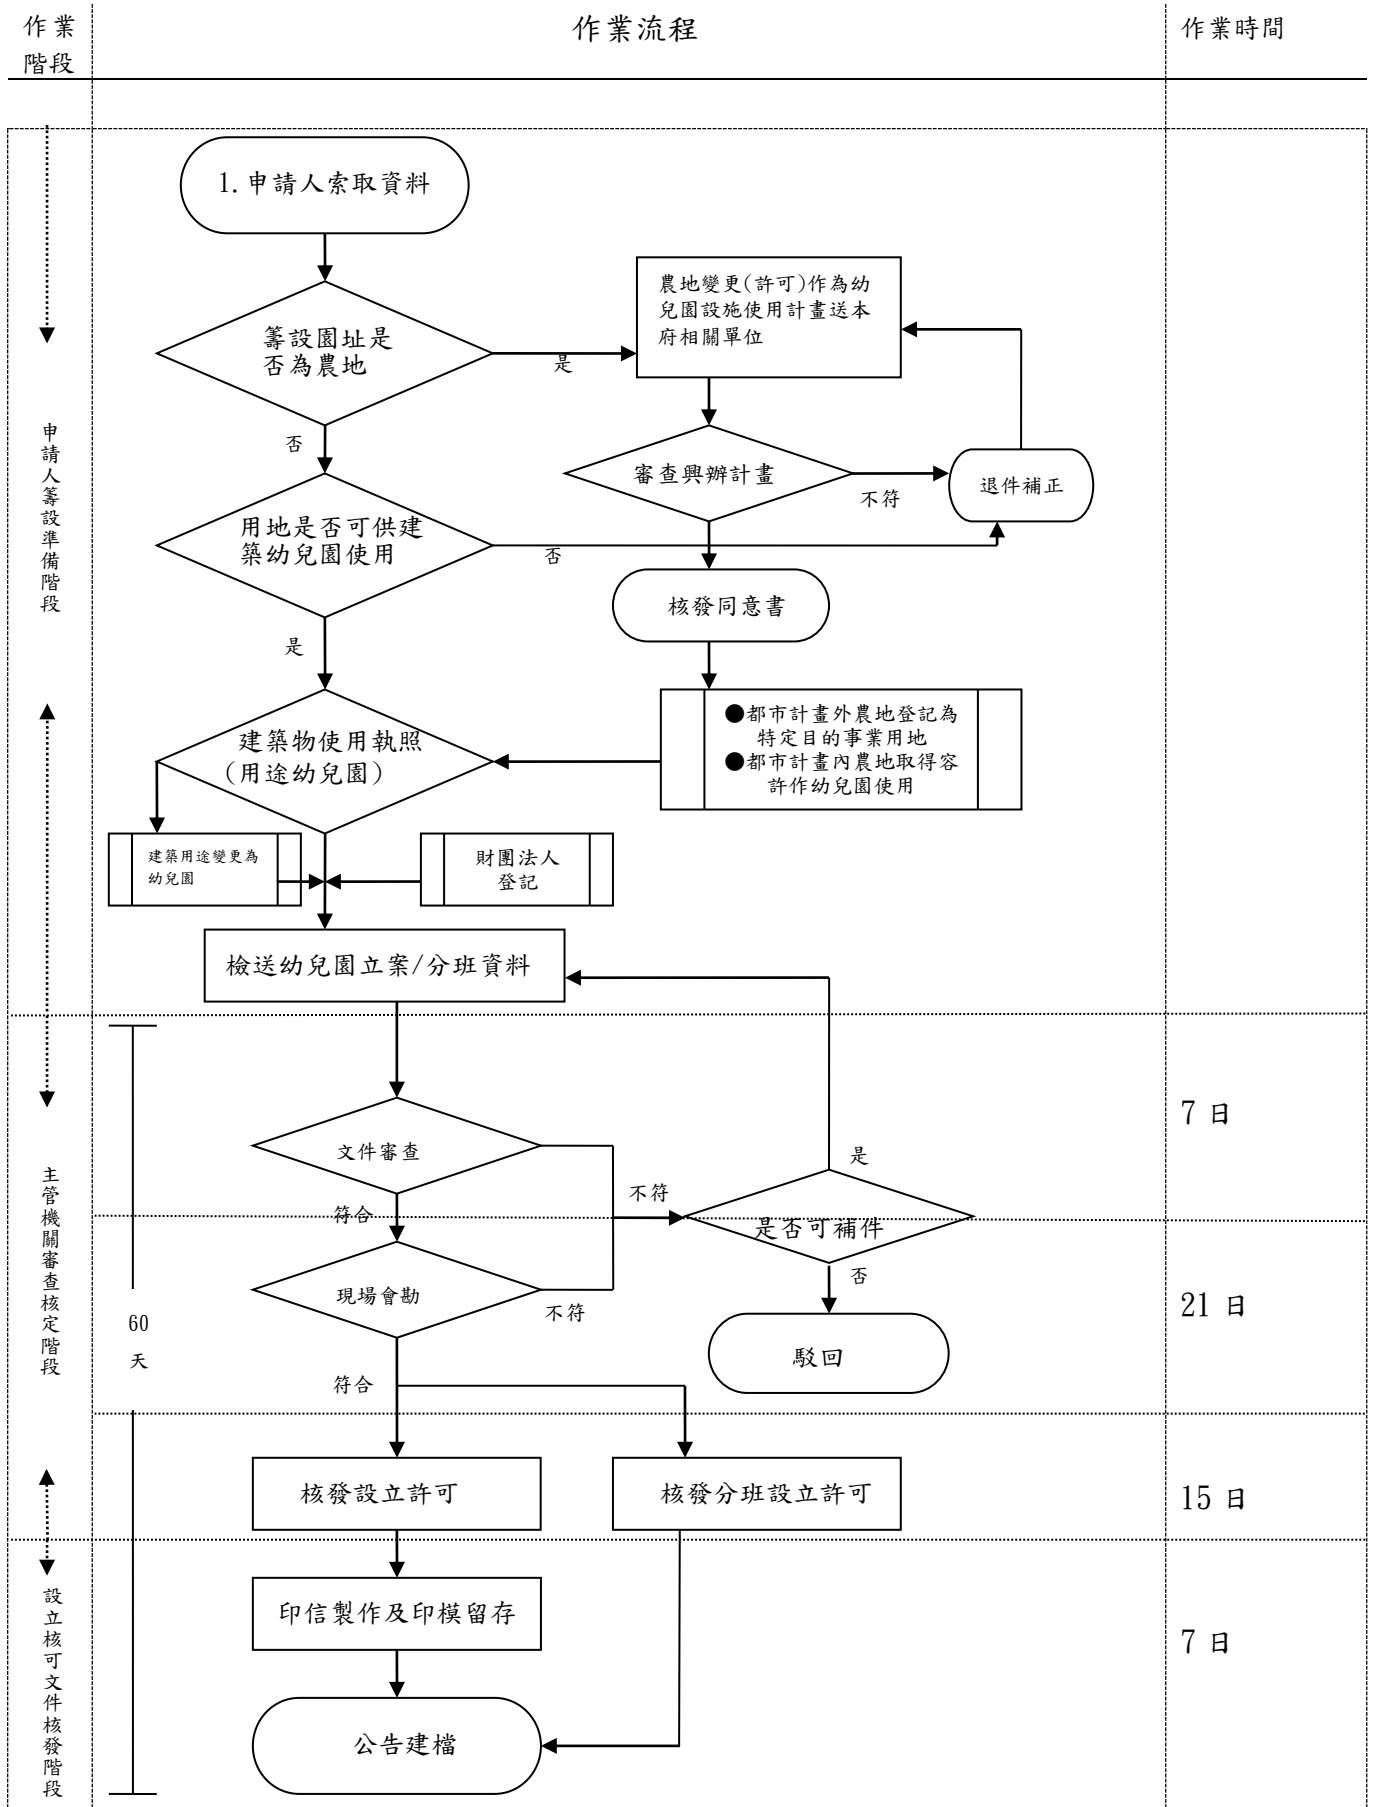 作業
階段
作業流程
作業時間
1.申請人索取資料
籌設園址是
否為農地
是
農地變更(許可)作為幼
兒園設施使用計畫送本
府相關單位
否
審查興辦計畫
不符
退件補正
用地是否可供建
築幼兒園使用
否
核發同意書
是
申請人籌設準備階段
建築物使用執照
(用途幼兒園)
●都市計畫外農地登記為
特定目的事業用地
●都市計畫內農地取得容
許作幼兒園使用
建築用途變更為
幼兒園
財團法人
登記
檢送幼兒園立案/分班資料
7 日
文件審查
是
不符
符合
是否可補件
主管機關審查核定階段
現場會勘
不符
否
21 日
60
天
駁回
符合
核發設立許可
核發分班設立許可
15 日
印信製作及印模留存
7 日
設立核可文件核發階段
公告建檔